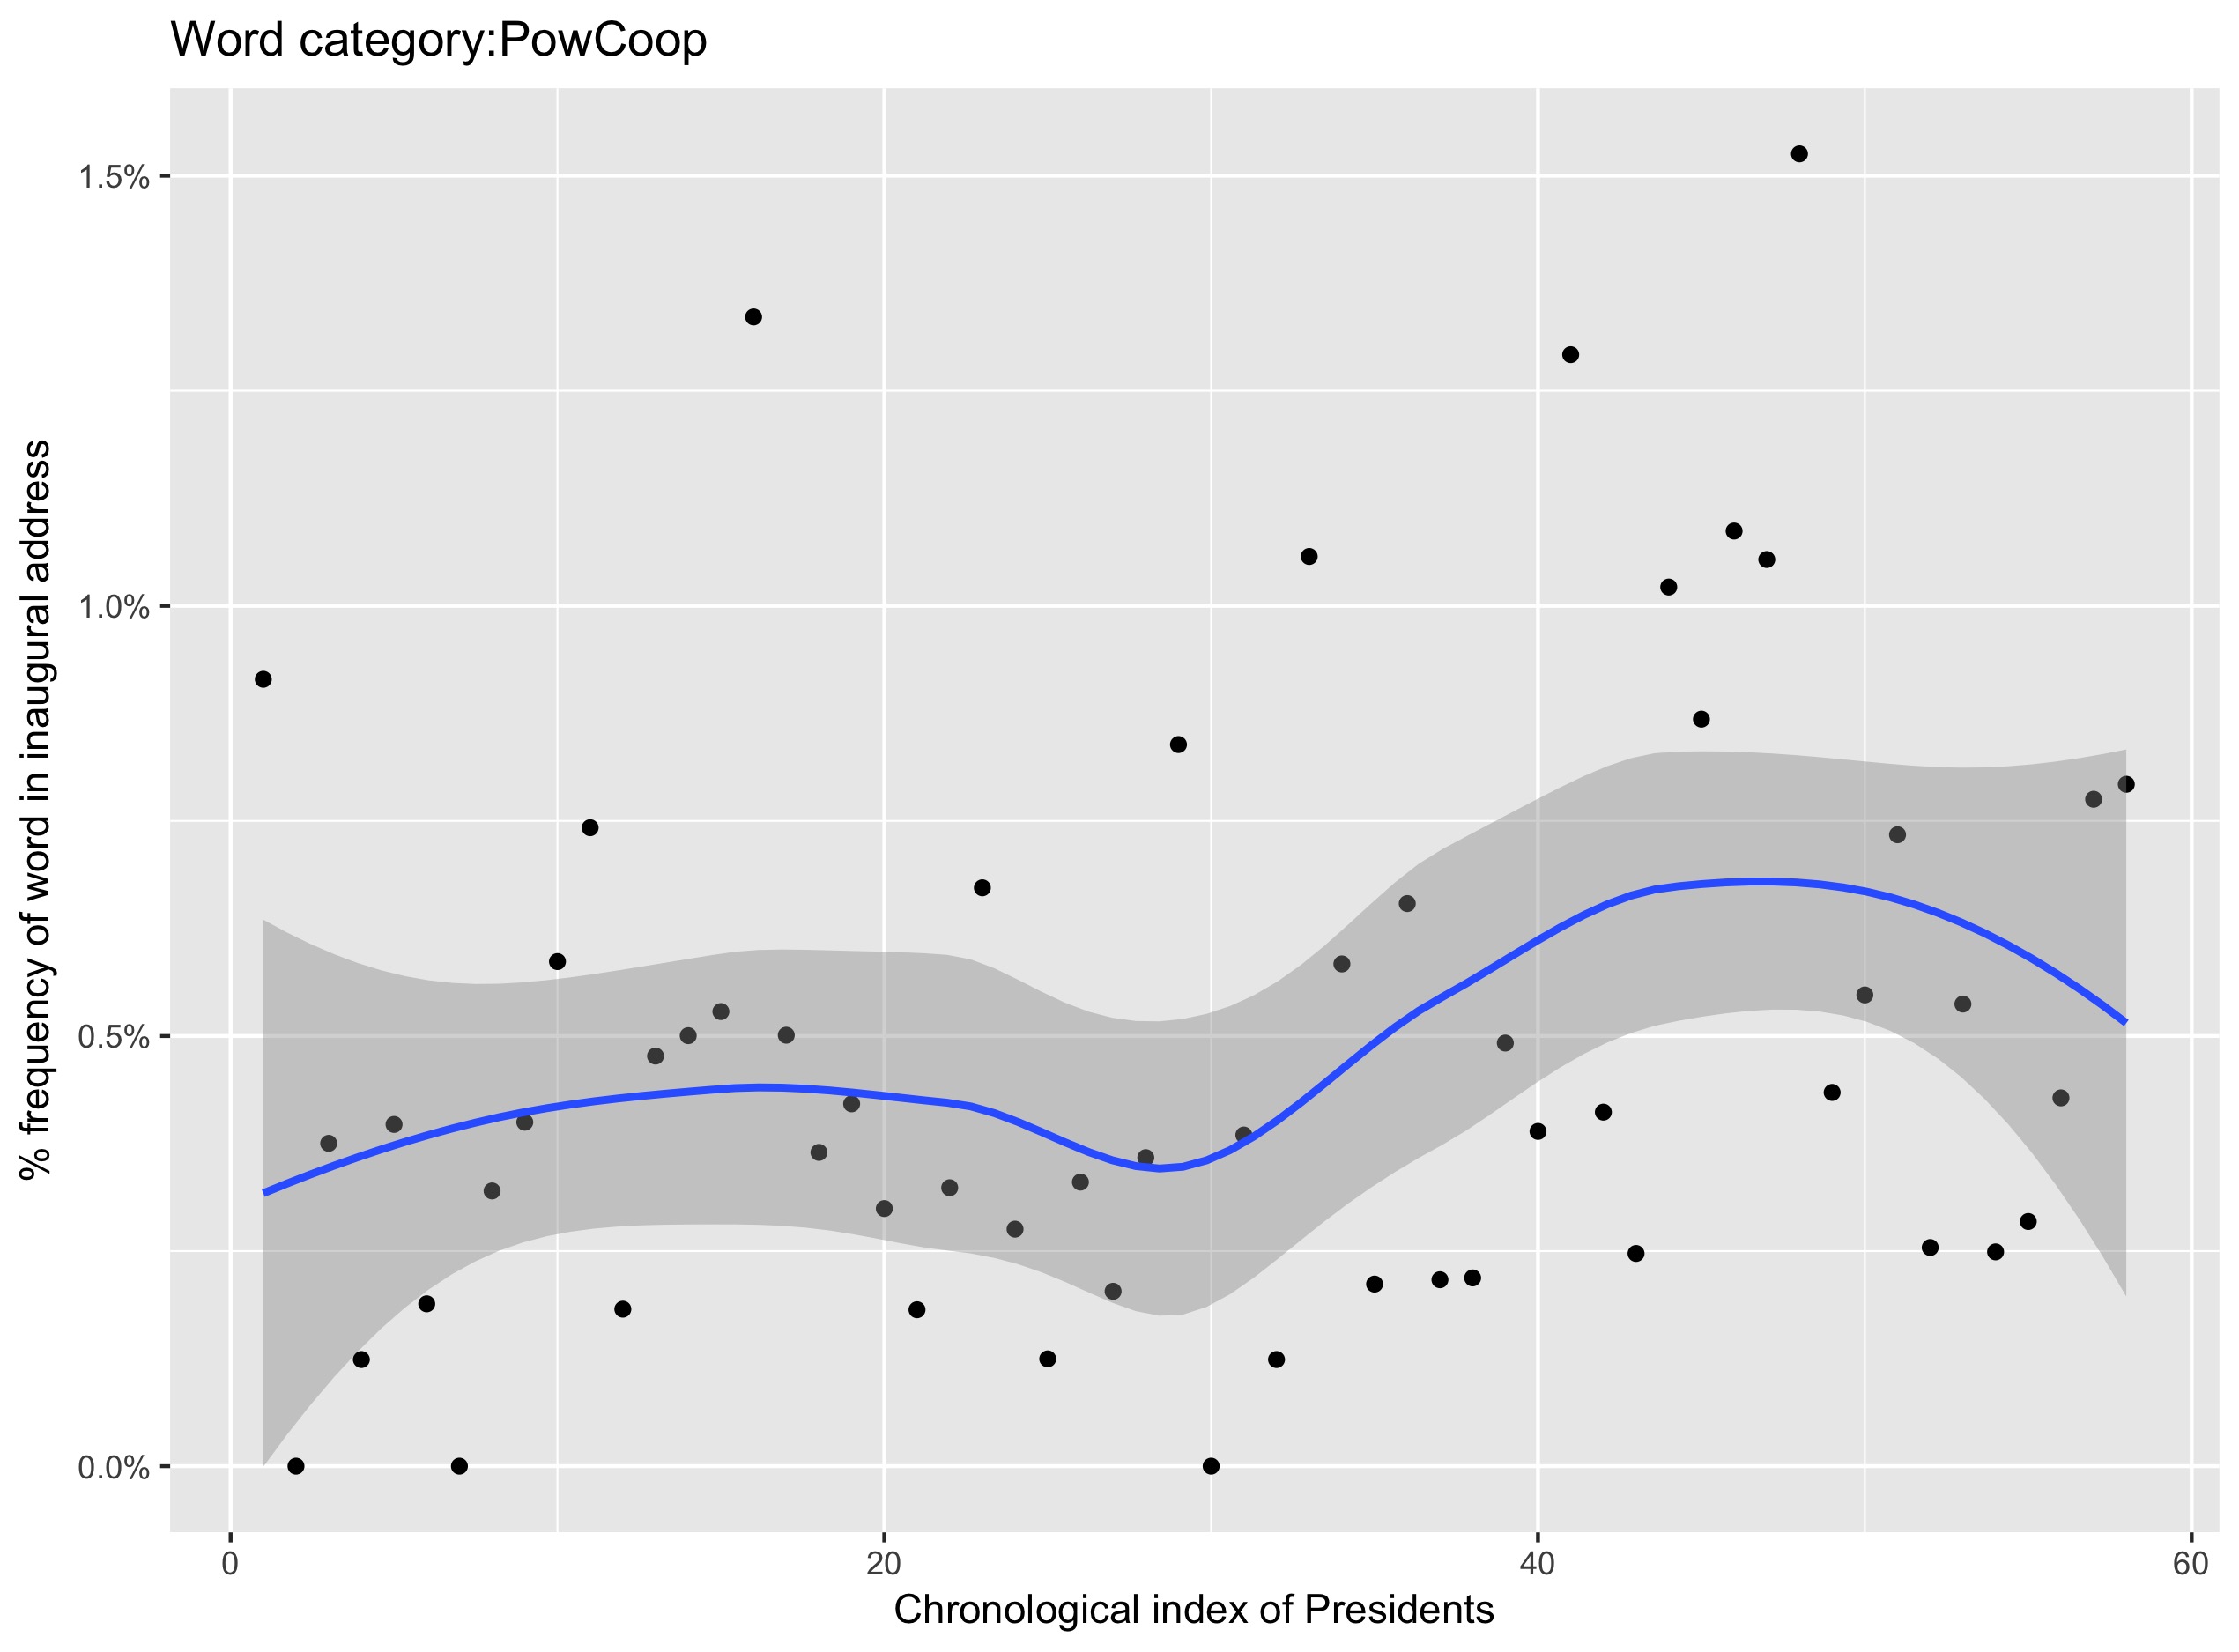 Word category:PowCoop
% frequency of word in inaugural address
1.5%
1.0%
0.5%
0.0%
0
20
40
60
Chronological index of Presidents